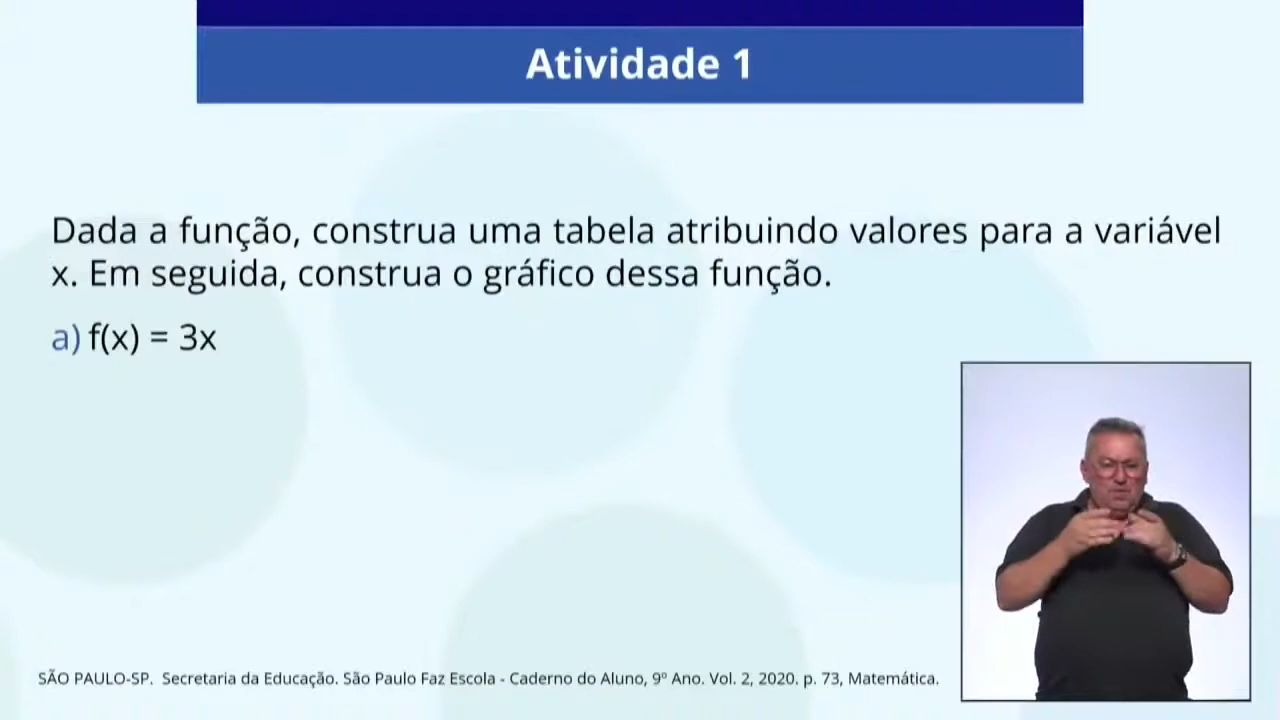 Atividade 1
Dada a função, construa uma tabela atribuindo valores para a variável
x. Em seguida, construa o gráfico dessa função.
a) f(x) = 3x
SÃO PAULO-SP. Secretaria da Educação. São Paulo Faz Escola - Caderno do Aluno, 9º Ano. Vol. 2, 2020. p. 73, Matemática.